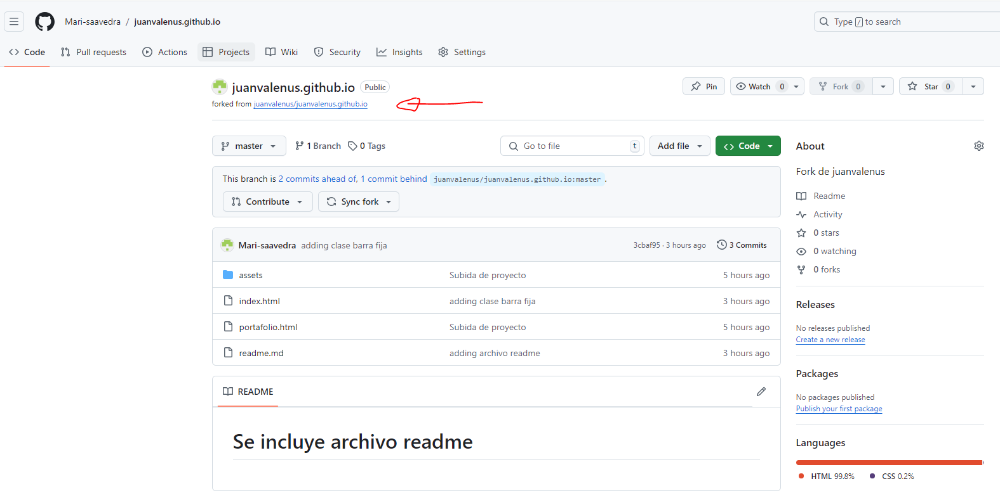 Mari-saavedra / juanvalenus.github.io
Type / to search
Code Pull requests Actions Projects Wiki Security Insights Settings
juanvalenus.github.io Public
Pin Watch 0 Fork 0 Star 0
forked from juanvalenus/juanvalenus.github.io
master 1 Branch 0 Tags
Go to file t Add file Code
This branch is 2 commits ahead of, 1 commit behind juanvalenus/juanvalenus.github.io:master .
Contribute Sync fork
Mari-saavedra adding clase barra fija 3cbaf95 · 3 hours ago 3 Commits
assets Subida de proyecto 5 hours ago
index.html adding clase barra fija 3 hours ago
portafolio.html Subida de proyecto 5 hours ago
readme.md adding archivo readme 3 hours ago
README
Se incluye archivo readme
About
Fork de juanvalenus
Readme
Activity
0 stars
0 watching
0 forks
Releases
No releases published
Create a new release
Packages
No packages published
Publish your first package
Languages
HTML 99.8% CSS 0.2%